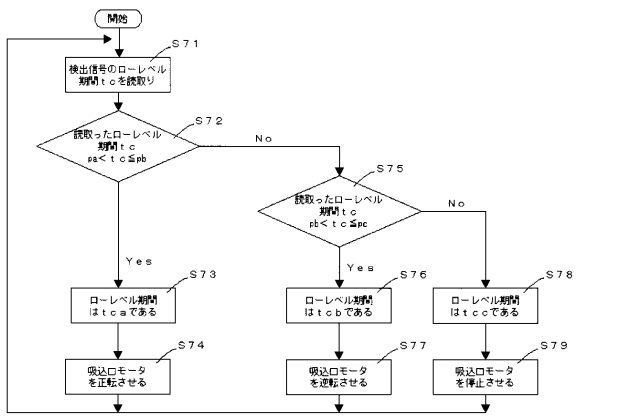 開始
S71
検出信号のローレベル
期間tcを読取り
S72
読取ったローレベル
期間tc
pa<tc≦pb
No
S75
読取ったローレベル
期間tc
pb<tc≦pc
No
Yes
Yes
S73
S76
S78
ローレベル期間
はtcaである
ローレベル期間
はtcbである
ローレベル期間
はtccである
S74
S77
S79
吸込口モータ
を正転させる
吸込口モータ
を逆転させる
吸込口モータ
を停止させる